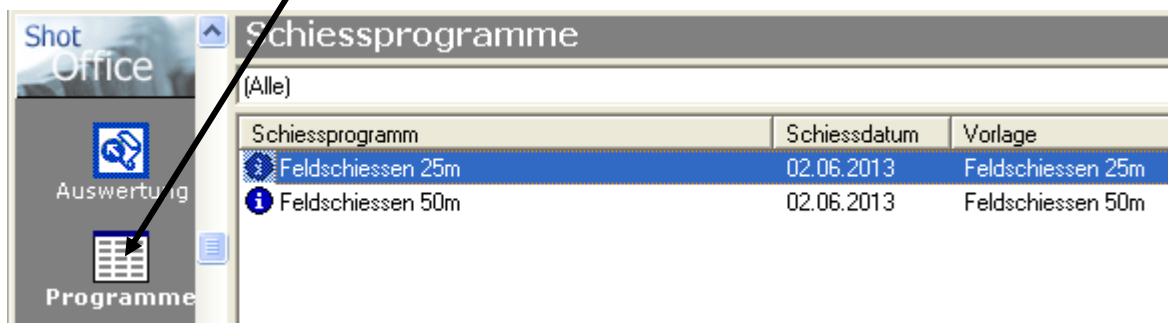 Shot
Office
Schiessprogramme
(Alle)
Schiessprogramm Schiessdatum Vorlage
Feldschiessen 25m 02.06.2013 Feldschiessen 25m
Feldschiessen 50m 02.06.2013 Feldschiessen 50m
Auswertung
Programme